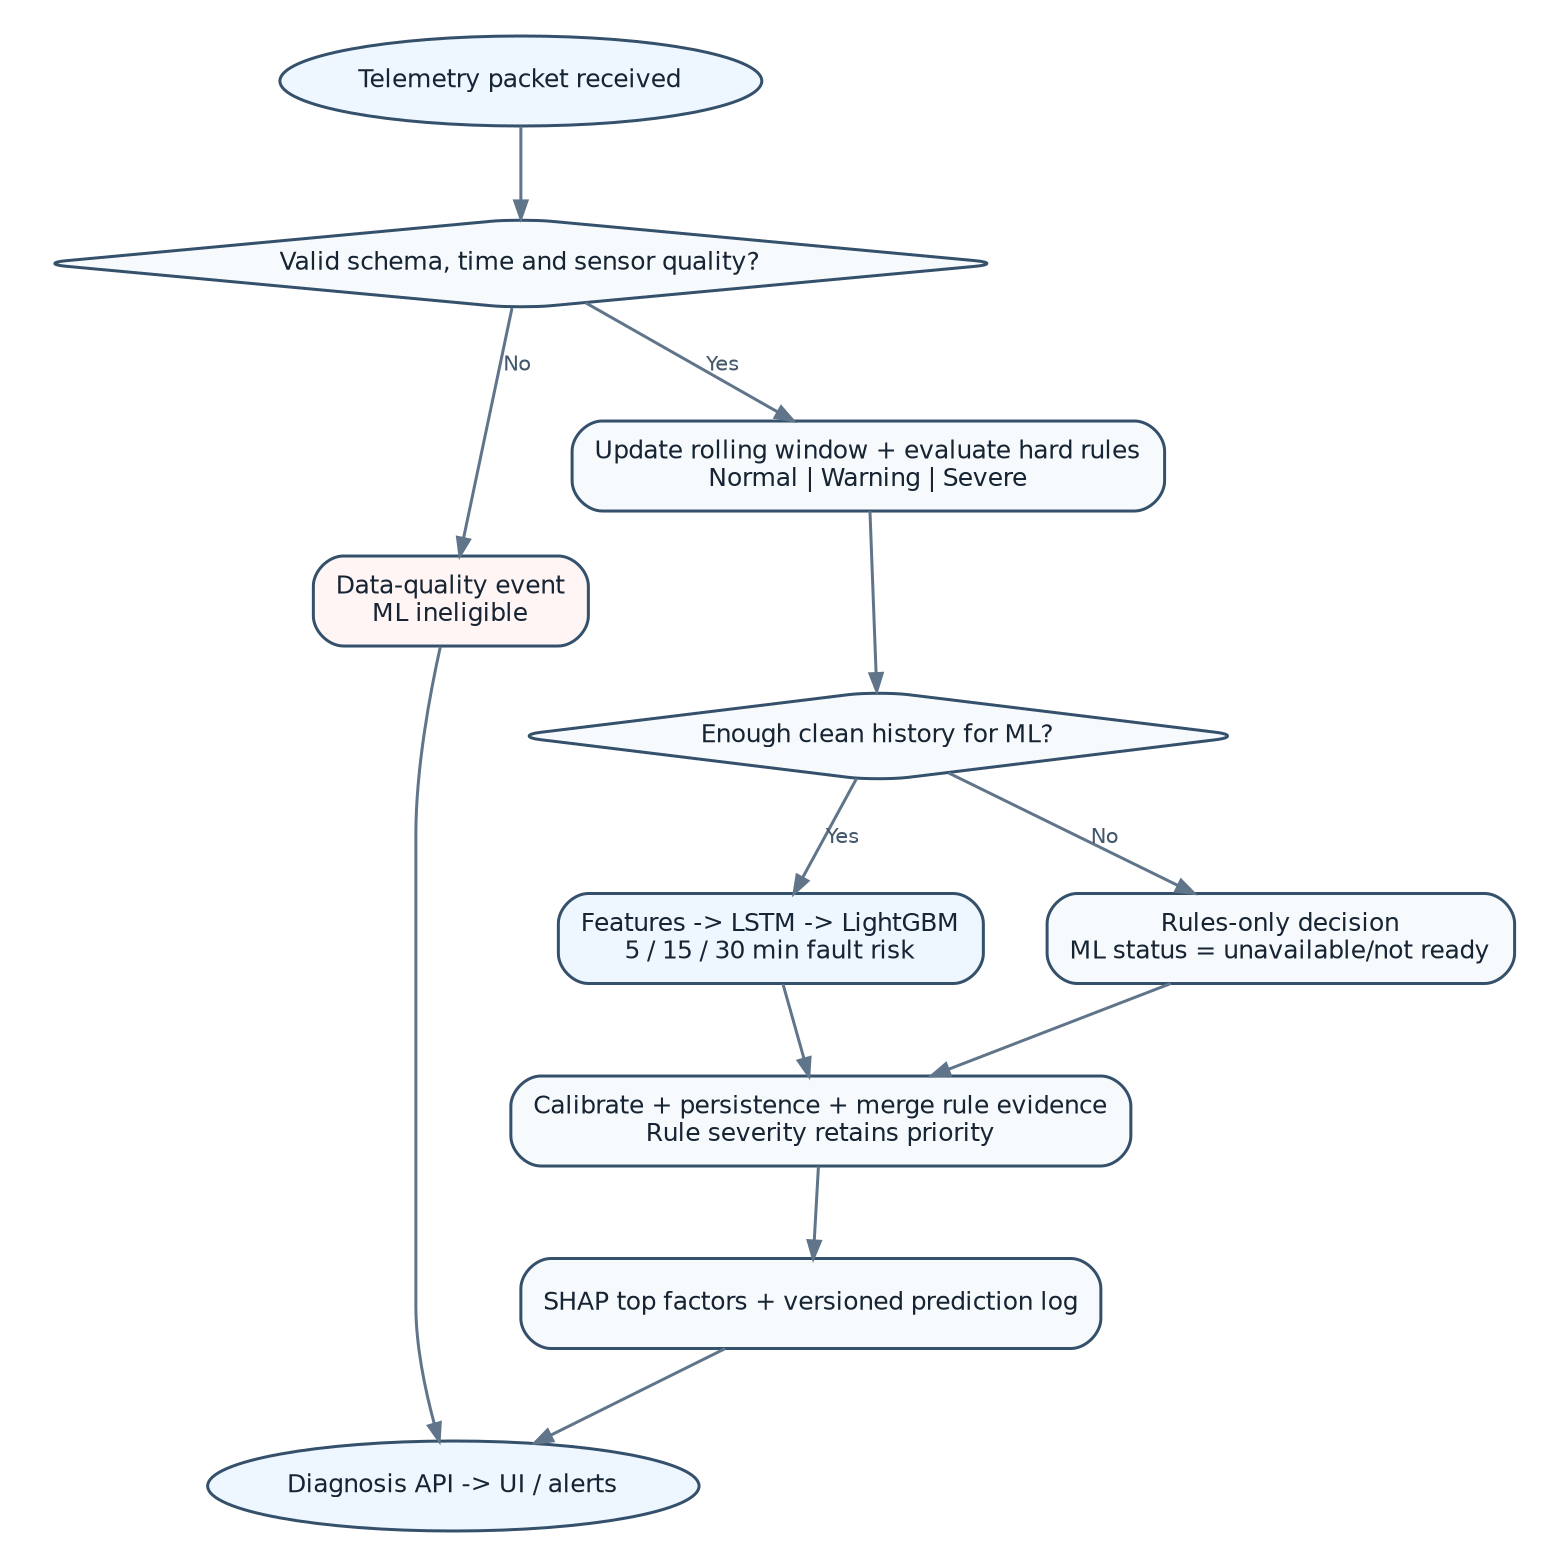 Telemetry packet received
Valid schema, time and sensor quality?
No
Yes
Update rolling window + evaluate hard rules
Normal | Warning | Severe
Data-quality event
ML ineligible
Enough clean history for ML?
Yes
No
Features -> LSTM -> LightGBM
5 / 15 / 30 min fault risk
Rules-only decision
ML status = unavailable/not ready
Calibrate + persistence + merge rule evidence
Rule severity retains priority
SHAP top factors + versioned prediction log
Diagnosis API -> UI / alerts